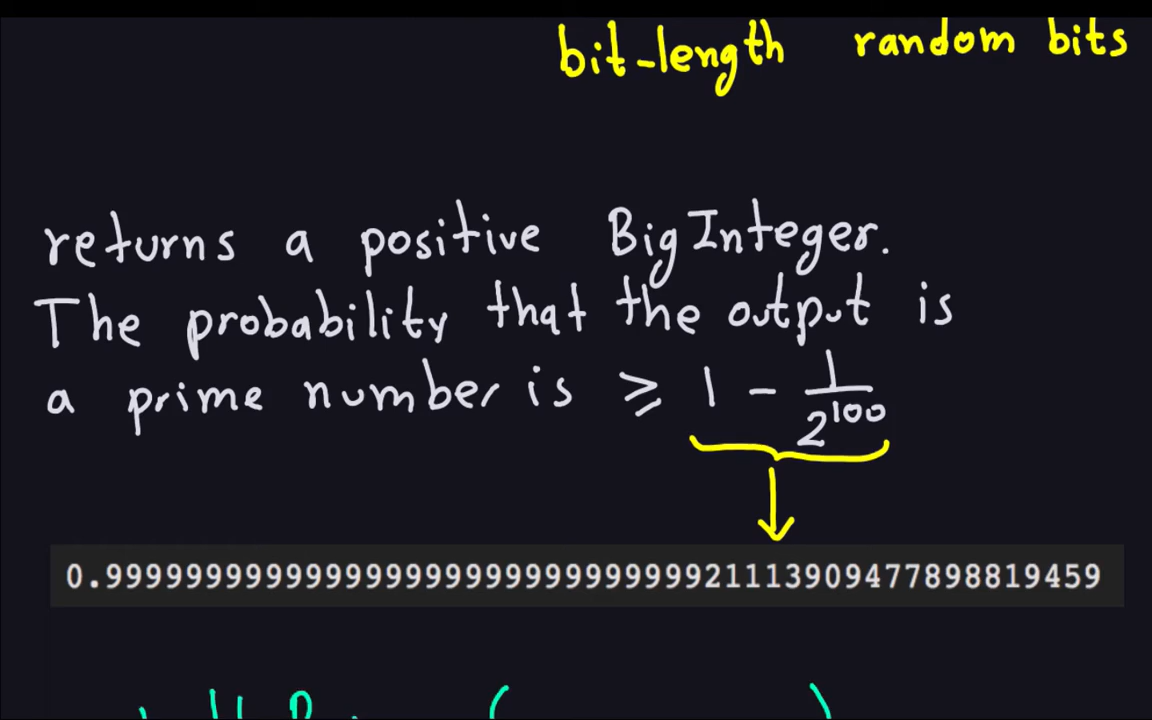 bit-length random bits
returns a positive BigInteger.
The probability that the output is
a prime number is ≥ 1 - 1/2^100
0.99999999999999999999999999999921113909477898819459